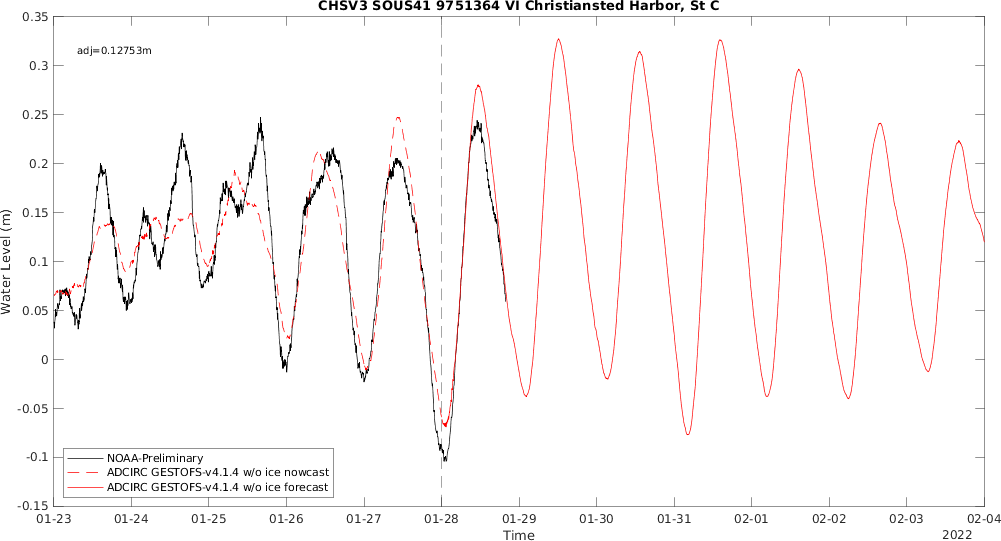 CHSV3 SOUS41 9751364 VI Christiansted Harbor, St C
adj=0.12753m
Water Level (m)
0.35
0.3
0.25
0.2
0.15
0.1
0.05
0
-0.05
-0.1
-0.15
NOAA-Preliminary
ADCIRC GESTOFS-v4.1.4 w/o ice nowcast
ADCIRC GESTOFS-v4.1.4 w/o ice forecast
01-23 01-24 01-25 01-26 01-27 01-28 01-29 01-30 01-31 02-01 02-02 02-03 02-04
Time
2022